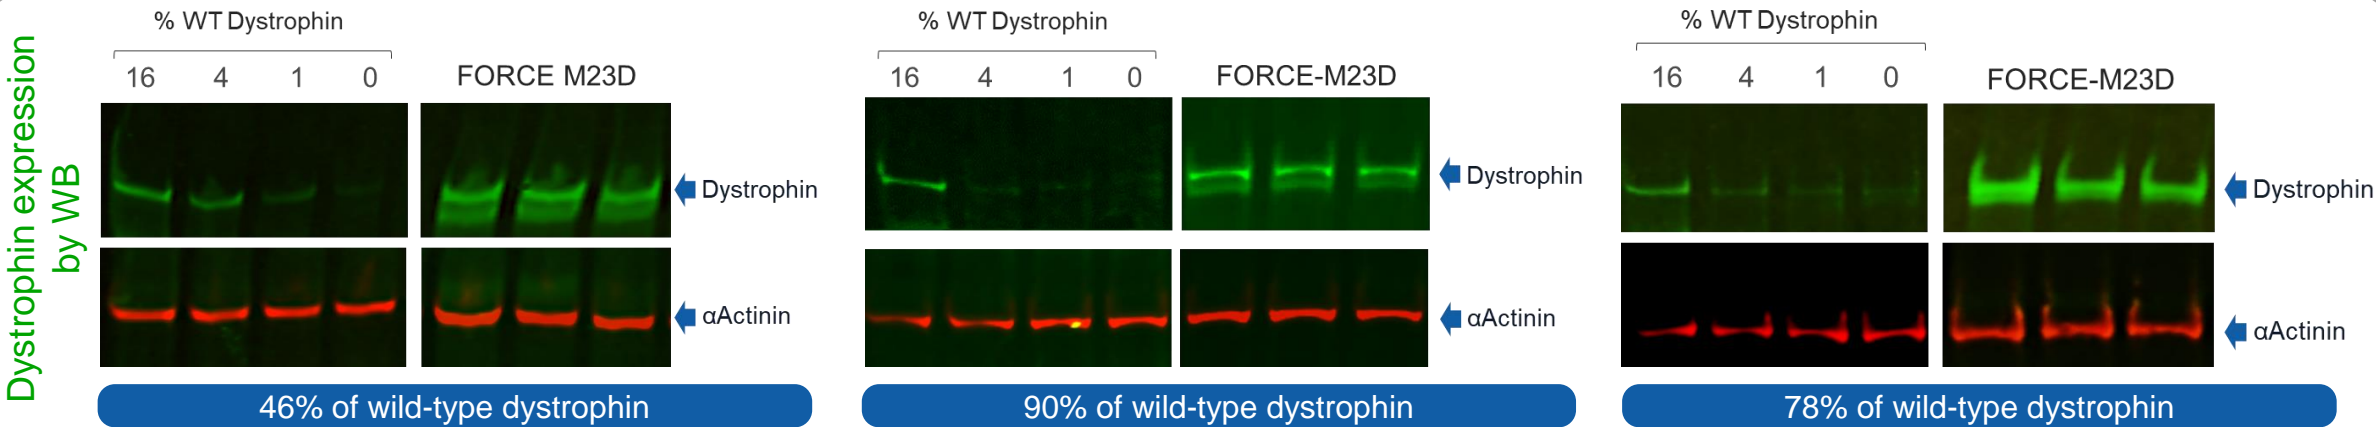 Dystrophin expression
by WB
% WT Dystrophin
16 4 1 0
FORCE M23D
Dystrophin
αActinin
46% of wild-type dystrophin
% WT Dystrophin
16 4 1 0
FORCE-M23D
Dystrophin
αActinin
90% of wild-type dystrophin
% WT Dystrophin
16 4 1 0
FORCE-M23D
Dystrophin
αActinin
78% of wild-type dystrophin